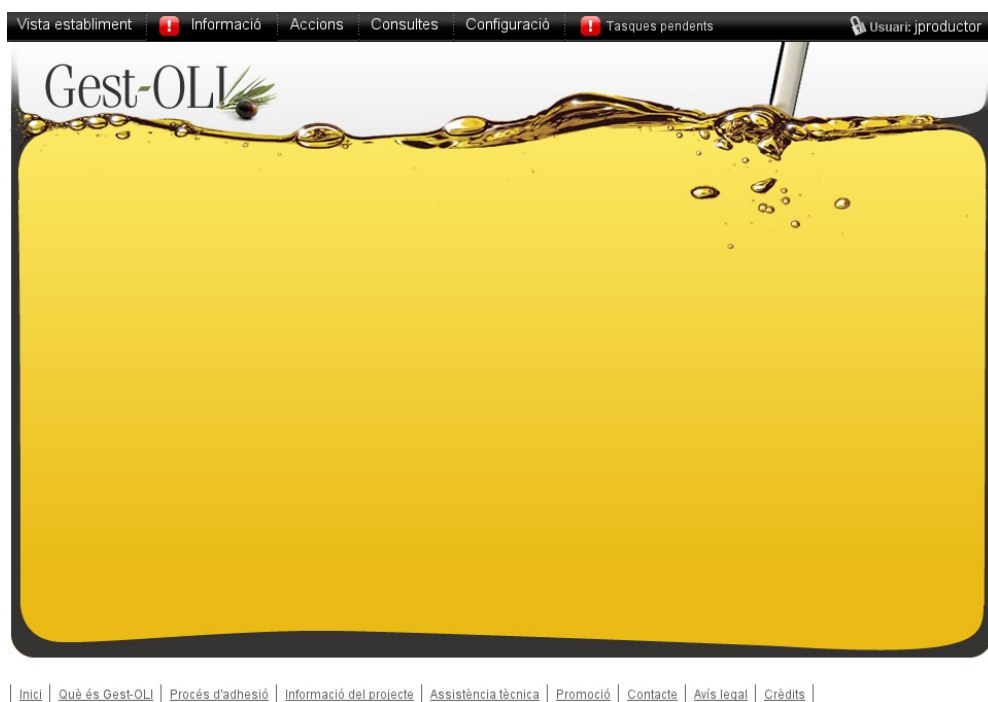 Vista establiment ! Informació Accions Consultes Configuració ! Tasques pendents Usuari: jproductor
Gest-OLI
| Inici | Què és Gest-OLI | Procés d'adhesió | Informació del projecte | Assistència tècnica | Promoció | Contacte | Avís legal | Crèdits |